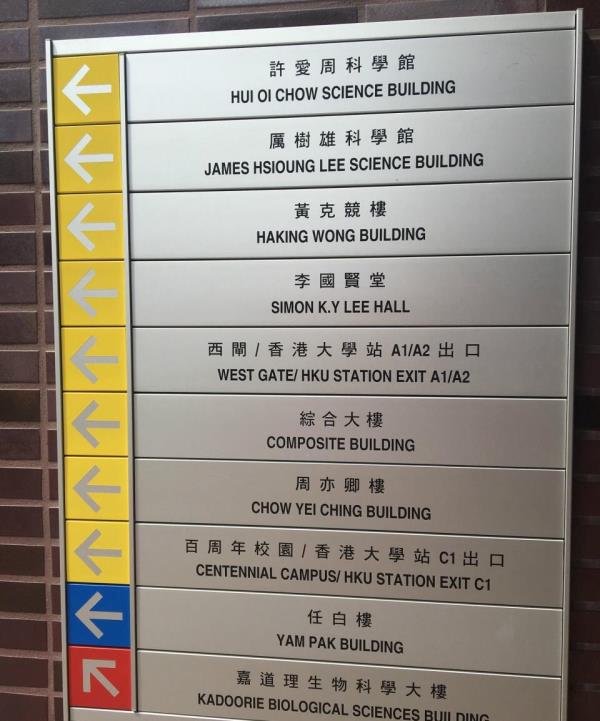 許愛周科學館
HUI OI CHOW SCIENCE BUILDING
厲樹雄科學館
JAMES HSIOUNG LEE SCIENCE BUILDING
黃克競樓
HAKING WONG BUILDING
李國賢堂
SIMON K.Y LEE HALL
西閘/香港大學站 A1/A2 出口
WEST GATE/ HKU STATION EXIT A1/A2
綜合大樓
COMPOSITE BUILDING
周亦卿樓
CHOW YEI CHING BUILDING
百周年校園/香港大學站 C1 出口
CENTENNIAL CAMPUS/ HKU STATION EXIT C1
任白樓
YAM PAK BUILDING
嘉道理生物科學大樓
KADOORIE BIOLOGICAL SCIENCES BUILDING